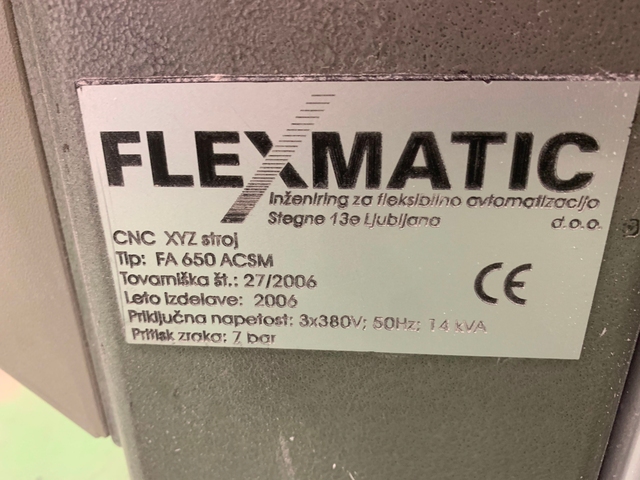 FLEXMATIC
Inženiring za fleksibilno avtomatizacijo
Stegne 13e Ljubljana d.o.o.
CNC XYZ stroj
Tip: FA 650 ACSM
Tovarniška št.: 27/2006
Leto izdelave: 2006
Priključna napetost: 3x380V; 50Hz; 14 kVA
Pritisk zraka: 7 bar
CE